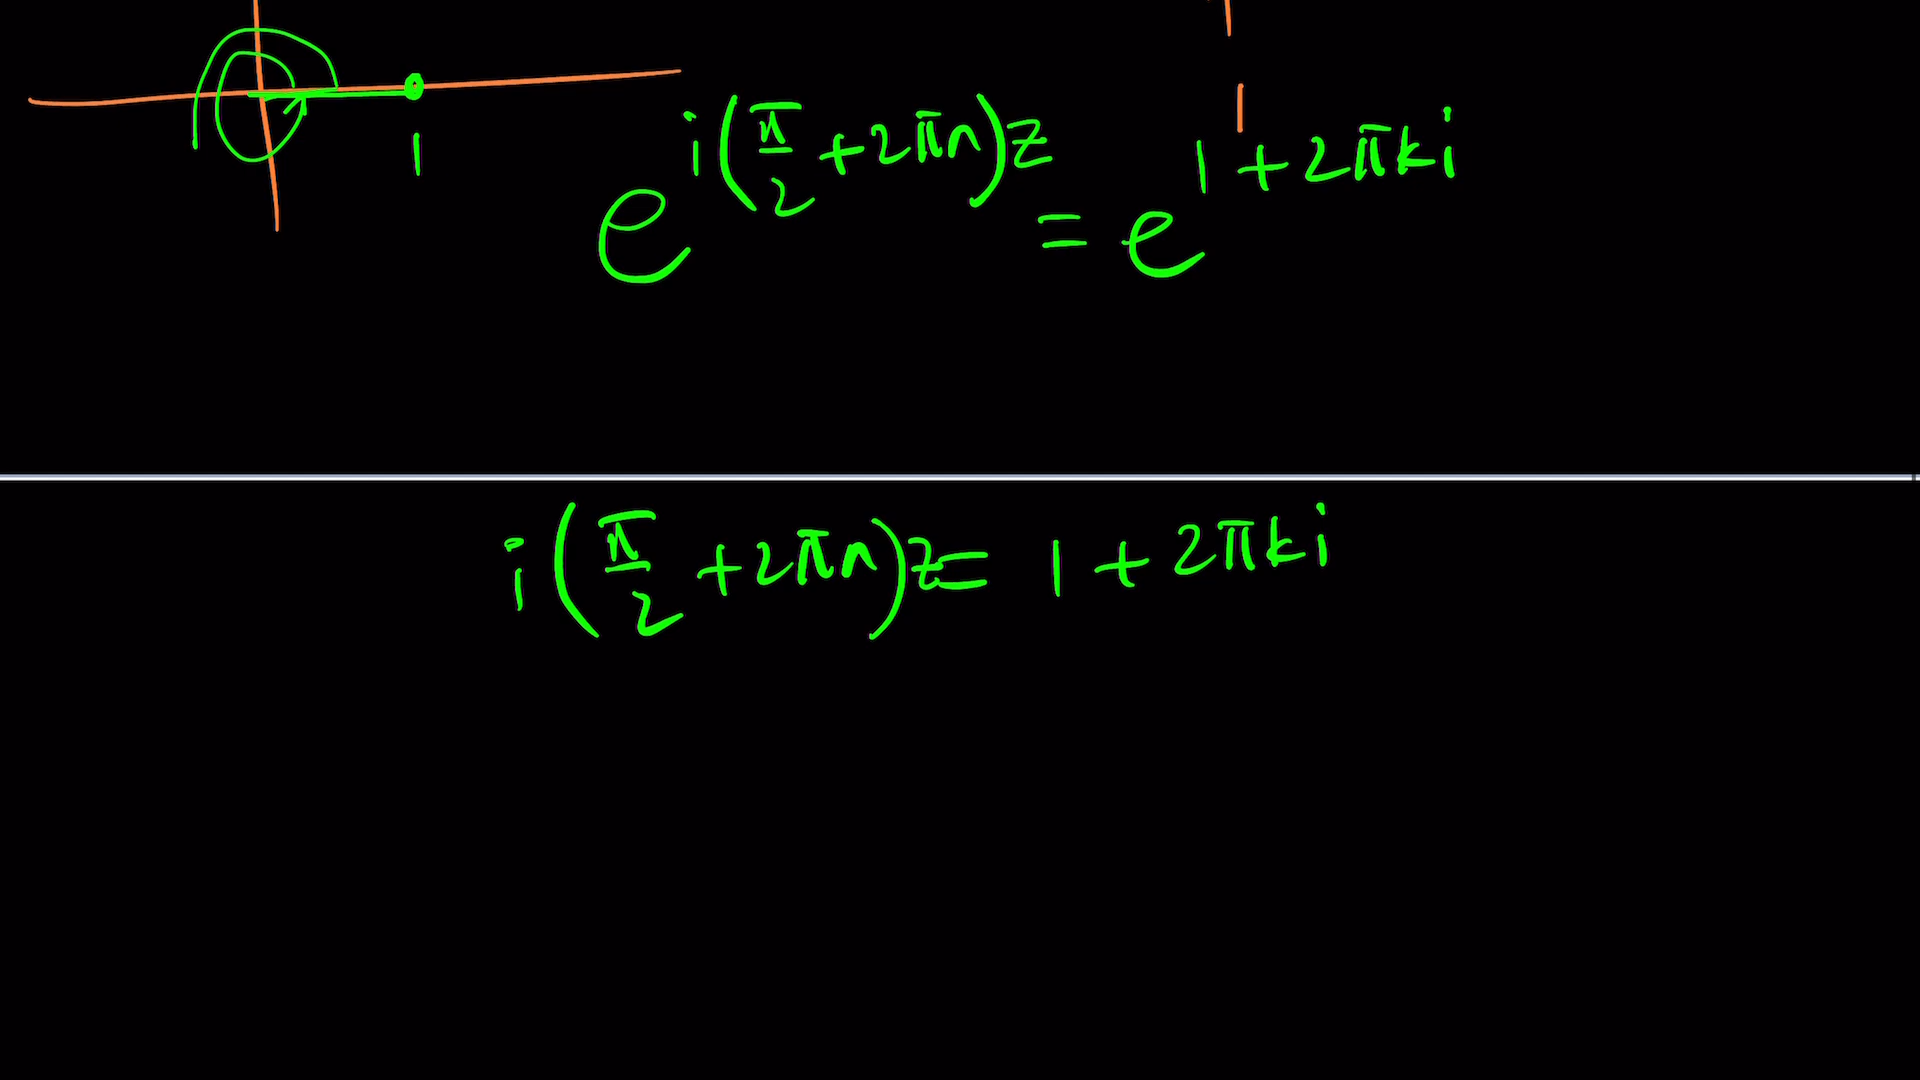 1
e^{i(π/2+2πn)z} = e^{1+2πki}
i(π/2+2πn)z= 1+2πki